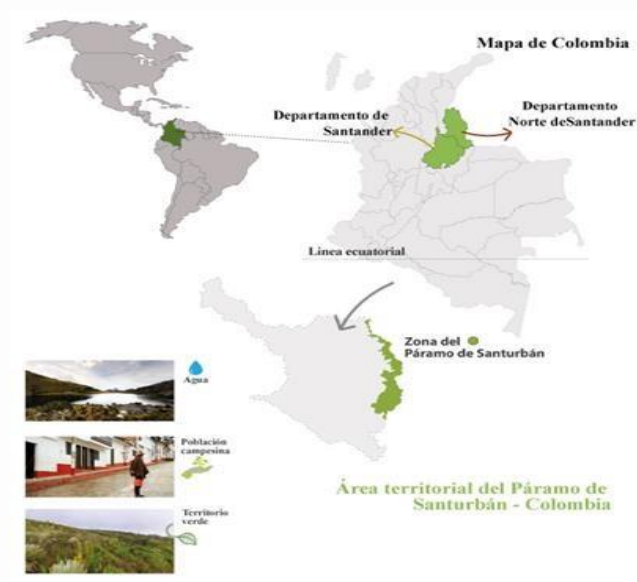 Mapa de Colombia
Departamento de
Santander
Departamento
Norte deSantander
Línea ecuatorial
Zona del
Páramo de Santurbán
Agua
Población
campesina
Territorio
verde
Área territorial del Páramo de
Santurbán - Colombia